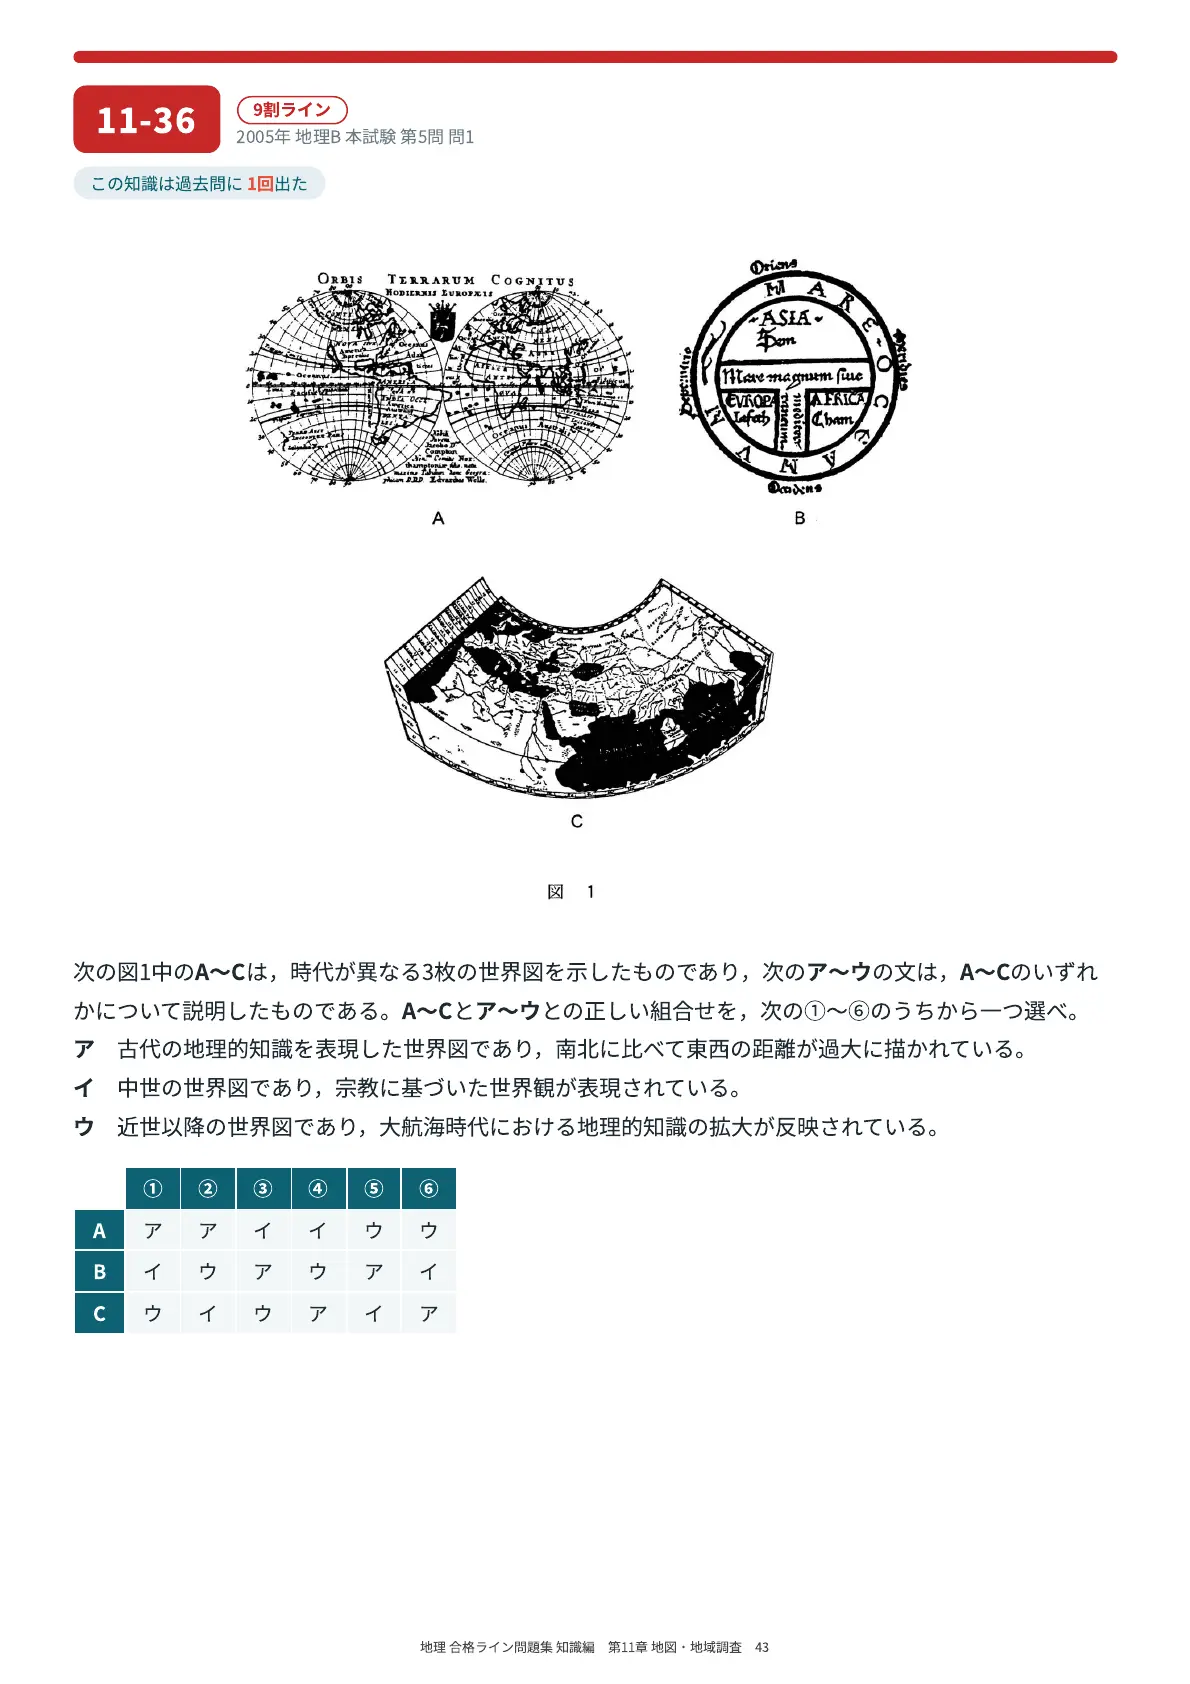 11-36
9割ライン
2005年 地理B 本試験 第5問 問1
この知識は過去問に 1回出た
ORBIS TERRARUM COGNITUS
HODIERNIS EUROPÆIS
A
Oriens
MARE OCEANVM
ASIA
Sem
Mare magnum siue
EVROPA
Iafeth
mediterraneum
AFRICA
Cham
Occidens
B
C
図 1
次の図1中のA～Cは，時代が異なる3枚の世界図を示したものであり，次のア～ウの文は，A～Cのいずれ
かについて説明したものである。A～Cとア～ウとの正しい組合せを，次の①～⑥のうちから一つ選べ。
ア 古代の地理的知識を表現した世界図であり，南北に比べて東西の距離が過大に描かれている。
イ 中世の世界図であり，宗教に基づいた世界観が表現されている。
ウ 近世以降の世界図であり，大航海時代における地理的知識の拡大が反映されている。
① ② ③ ④ ⑤ ⑥
A ア ア イ イ ウ ウ
B イ ウ ア ウ ア イ
C ウ イ ウ ア イ ア
地理 合格ライン問題集 知識編 第11章 地図・地域調査 43